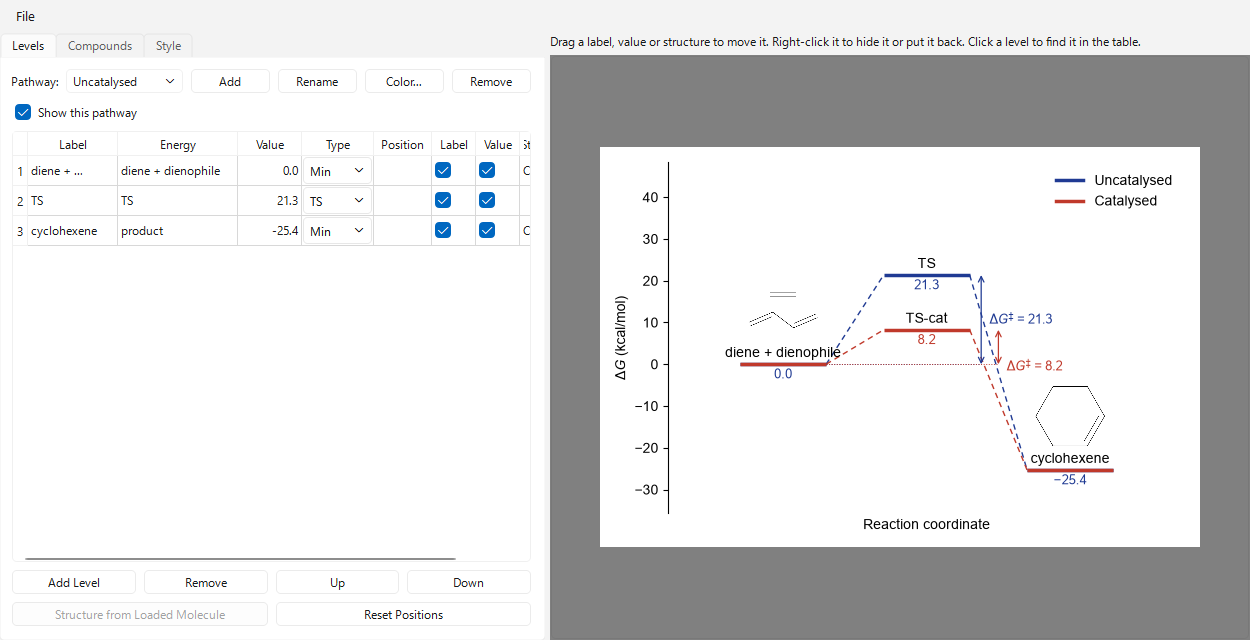 File
Levels Compounds Style
Drag a label, value or structure to move it. Right-click it to hide it or put it back. Click a level to find it in the table.
Pathway: Uncatalysed Add Rename Color... Remove
Show this pathway
Label Energy Value Type Position Label Value St
1 diene + ... diene + dienophile 0.0 Min C
2 TS TS 21.3 TS
3 cyclohexene product -25.4 Min C
Add Level Remove Up Down
Structure from Loaded Molecule Reset Positions
Uncatalysed
Catalysed
40
30
20
10
0
−10
−20
−30
ΔG (kcal/mol)
TS
21.3
TS-cat
8.2
ΔG‡ = 21.3
ΔG‡ = 8.2
diene + dienophile
0.0
cyclohexene
−25.4
Reaction coordinate